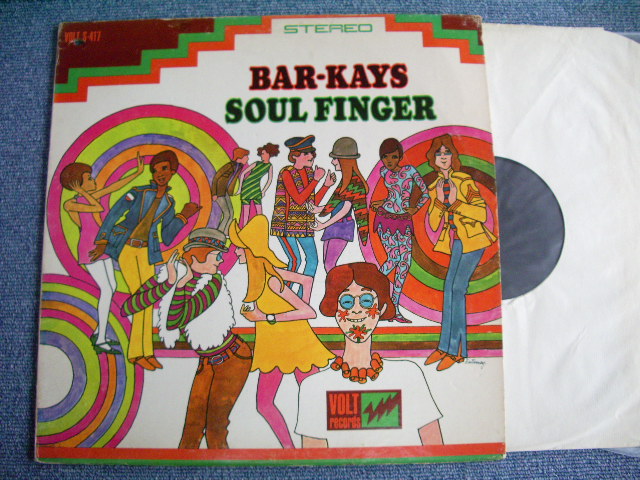 VOLT S-417
STEREO
BAR-KAYS
SOUL FINGER
VOLT
records